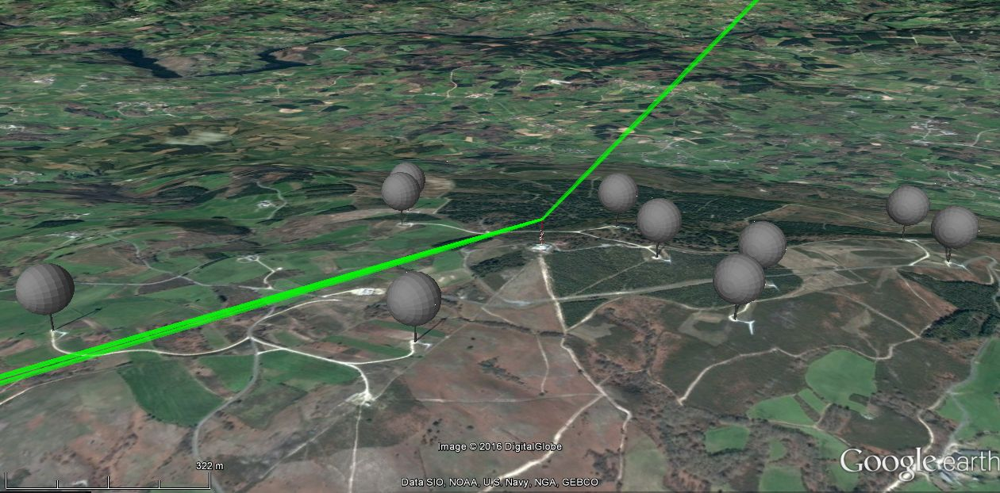 Image © 2016 DigitalGlobe
322 m
Data SIO, NOAA, U.S. Navy, NGA, GEBCO
Google earth